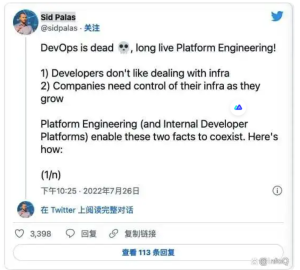 Sid Palas
@sidpalas · 关注
DevOps is dead 💀, long live Platform Engineering!
1) Developers don't like dealing with infra
2) Companies need control of their infra as they
grow
Platform Engineering (and Internal Developer
Platforms) enable these two facts to coexist. Here's
how:
(1/n)
下午10:25 · 2022年7月26日
在 Twitter 上阅读完整对话
3,398 回复 复制链接
查看 113 条回复